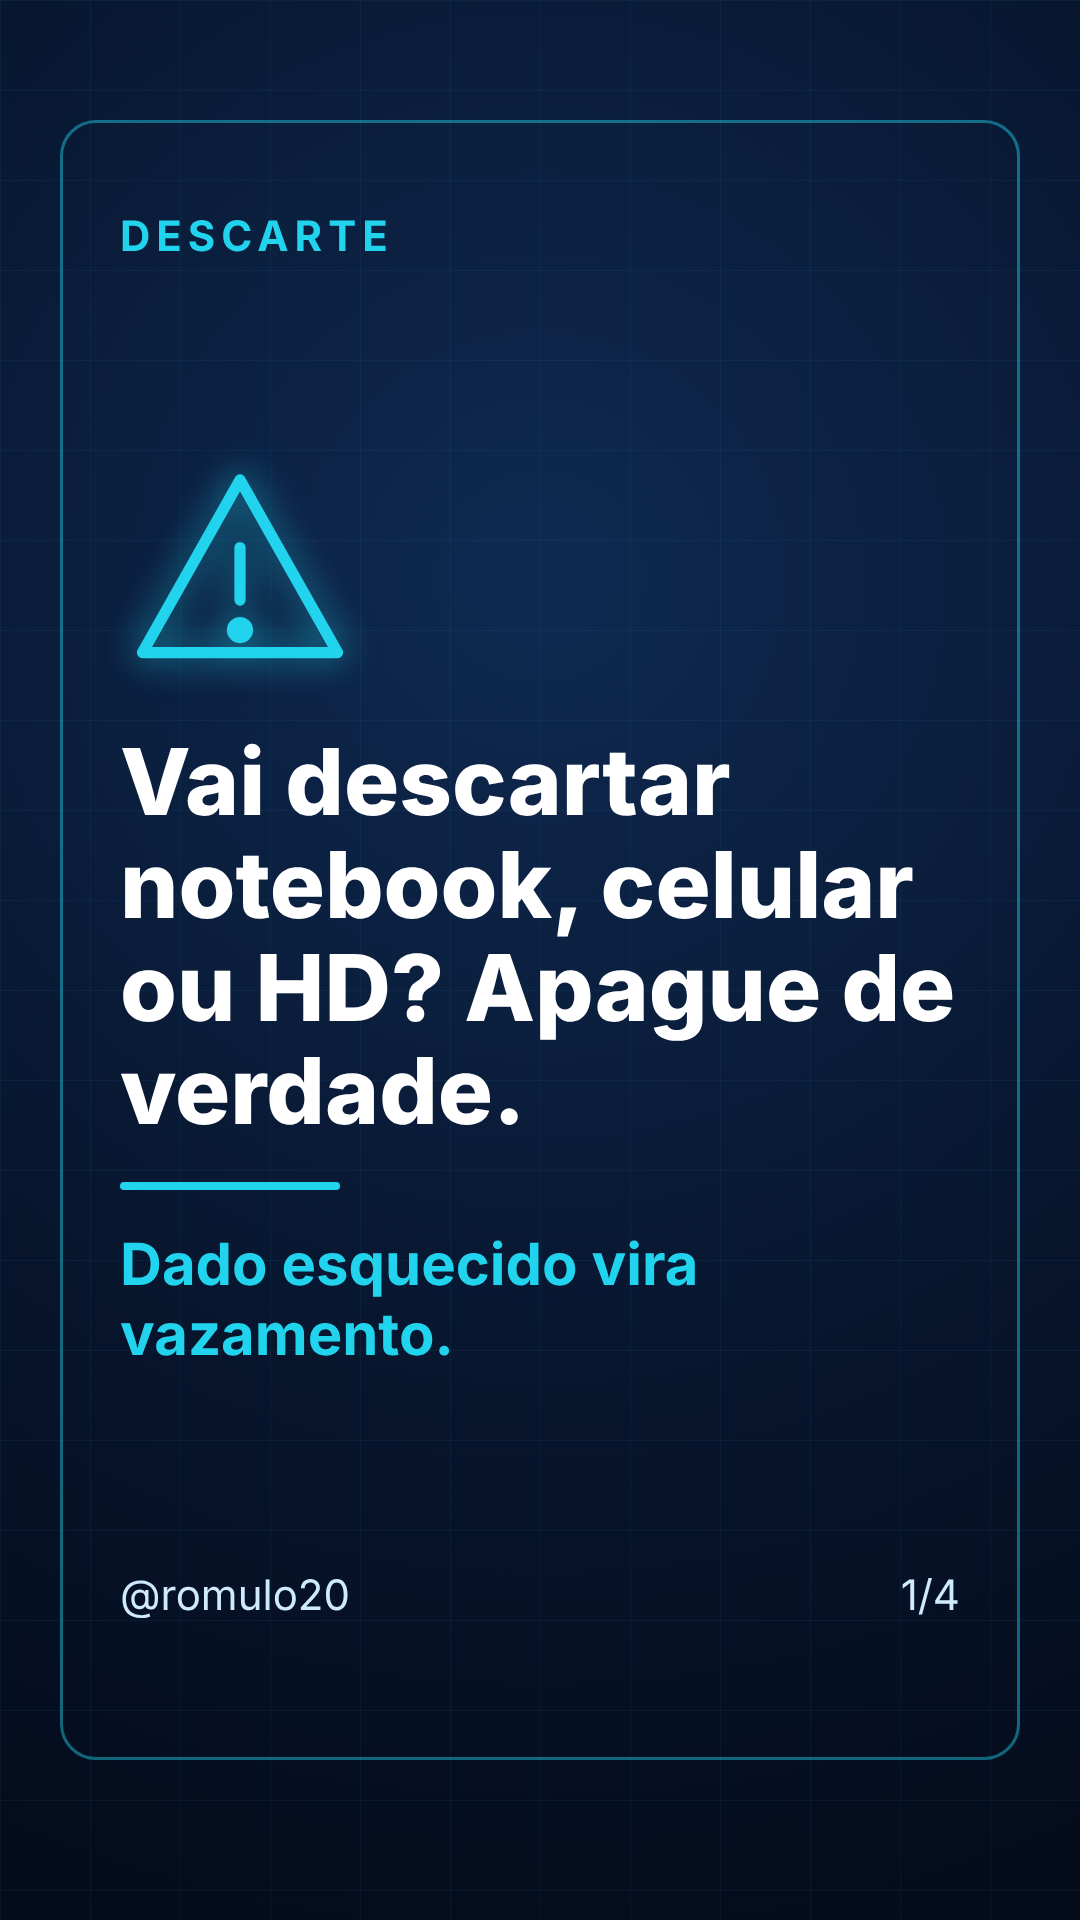 DESCARTE
Vai descartar
notebook, celular
ou HD? Apague de
verdade.
Dado esquecido vira
vazamento.
@romulo20
1/4